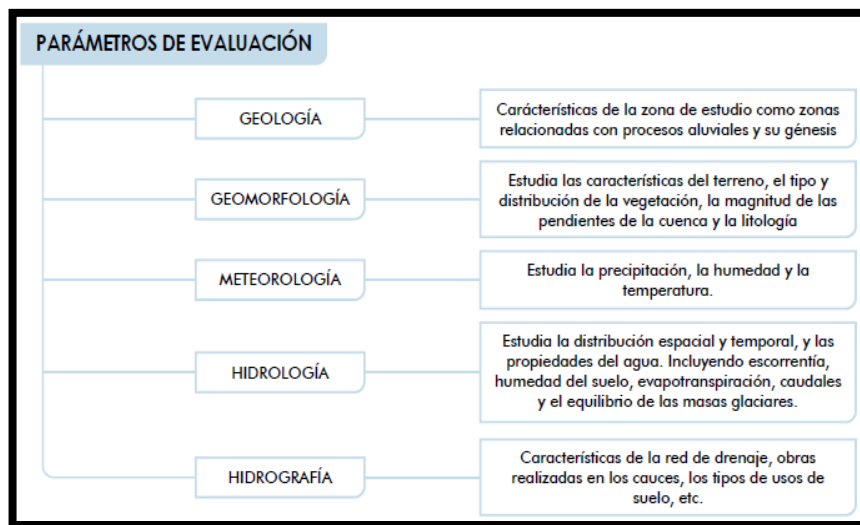 PARÁMETROS DE EVALUACIÓN
GEOLOGÍA
Carácterísticas de la zona de estudio como zonas
relacionadas con procesos aluviales y su génesis
GEOMORFOLOGÍA
Estudia las características del terreno, el tipo y
distribución de la vegetación, la magnitud de las
pendientes de la cuenca y la litología
METEOROLOGÍA
Estudia la precipitación, la humedad y la
temperatura.
HIDROLOGÍA
Estudia la distribución espacial y temporal, y las
propiedades del agua. Incluyendo escorrentía,
humedad del suelo, evapotranspiración, caudales
y el equilibrio de las masas glaciares.
HIDROGRAFÍA
Características de la red de drenaje, obras
realizadas en los cauces, los tipos de usos de
suelo, etc.